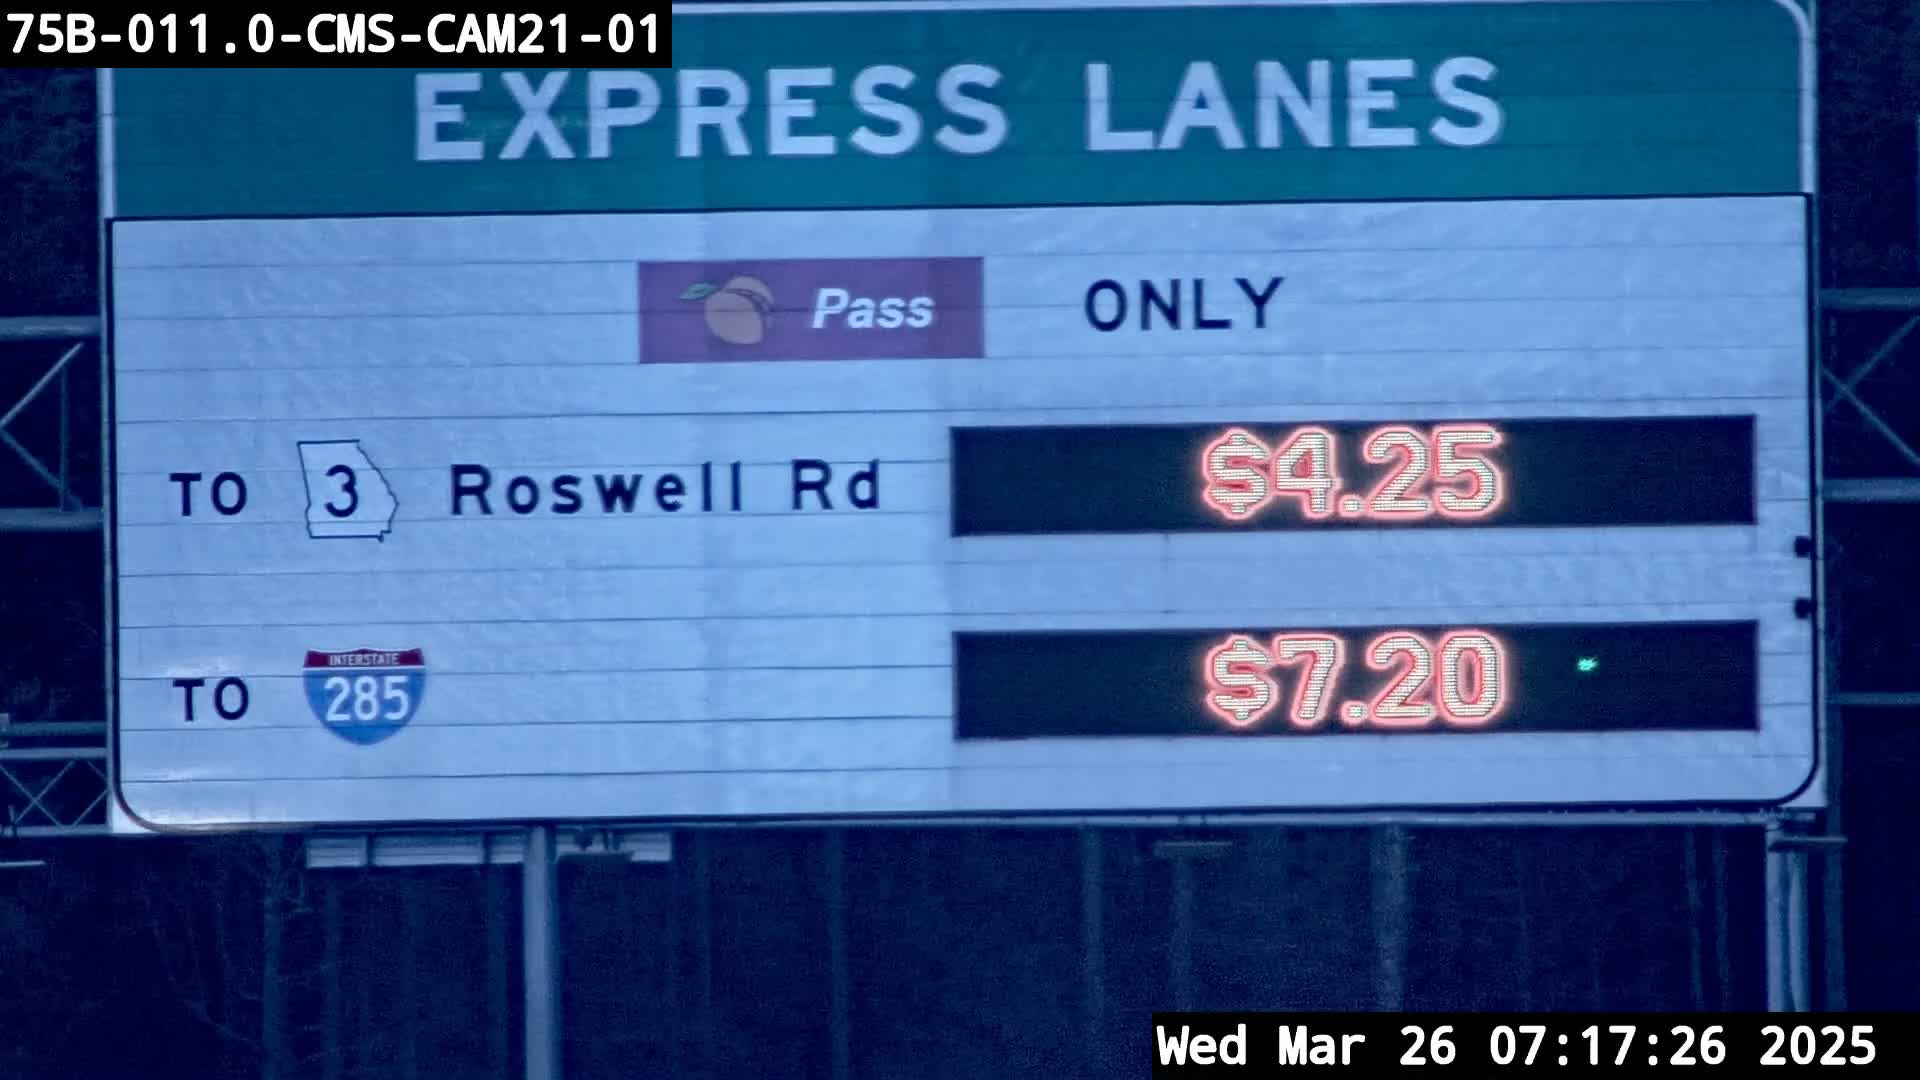 75B-011.0-CMS-CAM21-01
EXPRESS LANES
Pass ONLY
TO 3 Roswell Rd $4.25
TO INTERSTATE 285 $7.20
Wed Mar 26 07:17:26 2025